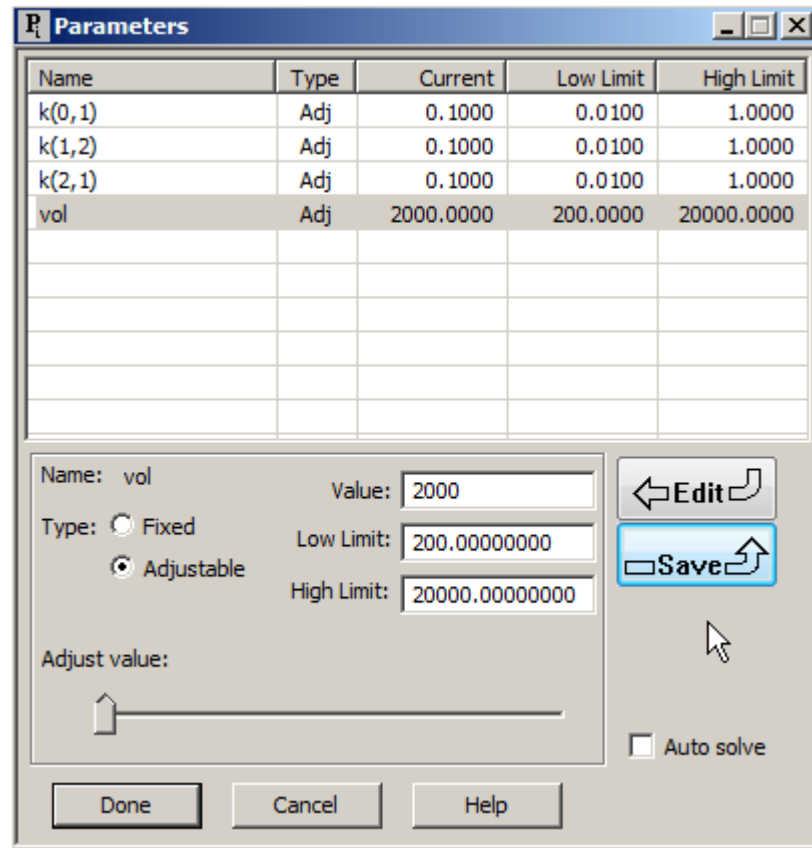 Pi Parameters
Name Type Current Low Limit High Limit
k(0,1) Adj 0.1000 0.0100 1.0000
k(1,2) Adj 0.1000 0.0100 1.0000
k(2,1) Adj 0.1000 0.0100 1.0000
vol Adj 2000.0000 200.0000 20000.0000
Name: vol
Value: 2000
Edit
Type: Fixed
Low Limit: 200.00000000
Save
Adjustable
High Limit: 20000.00000000
Adjust value:
Auto solve
Done Cancel Help